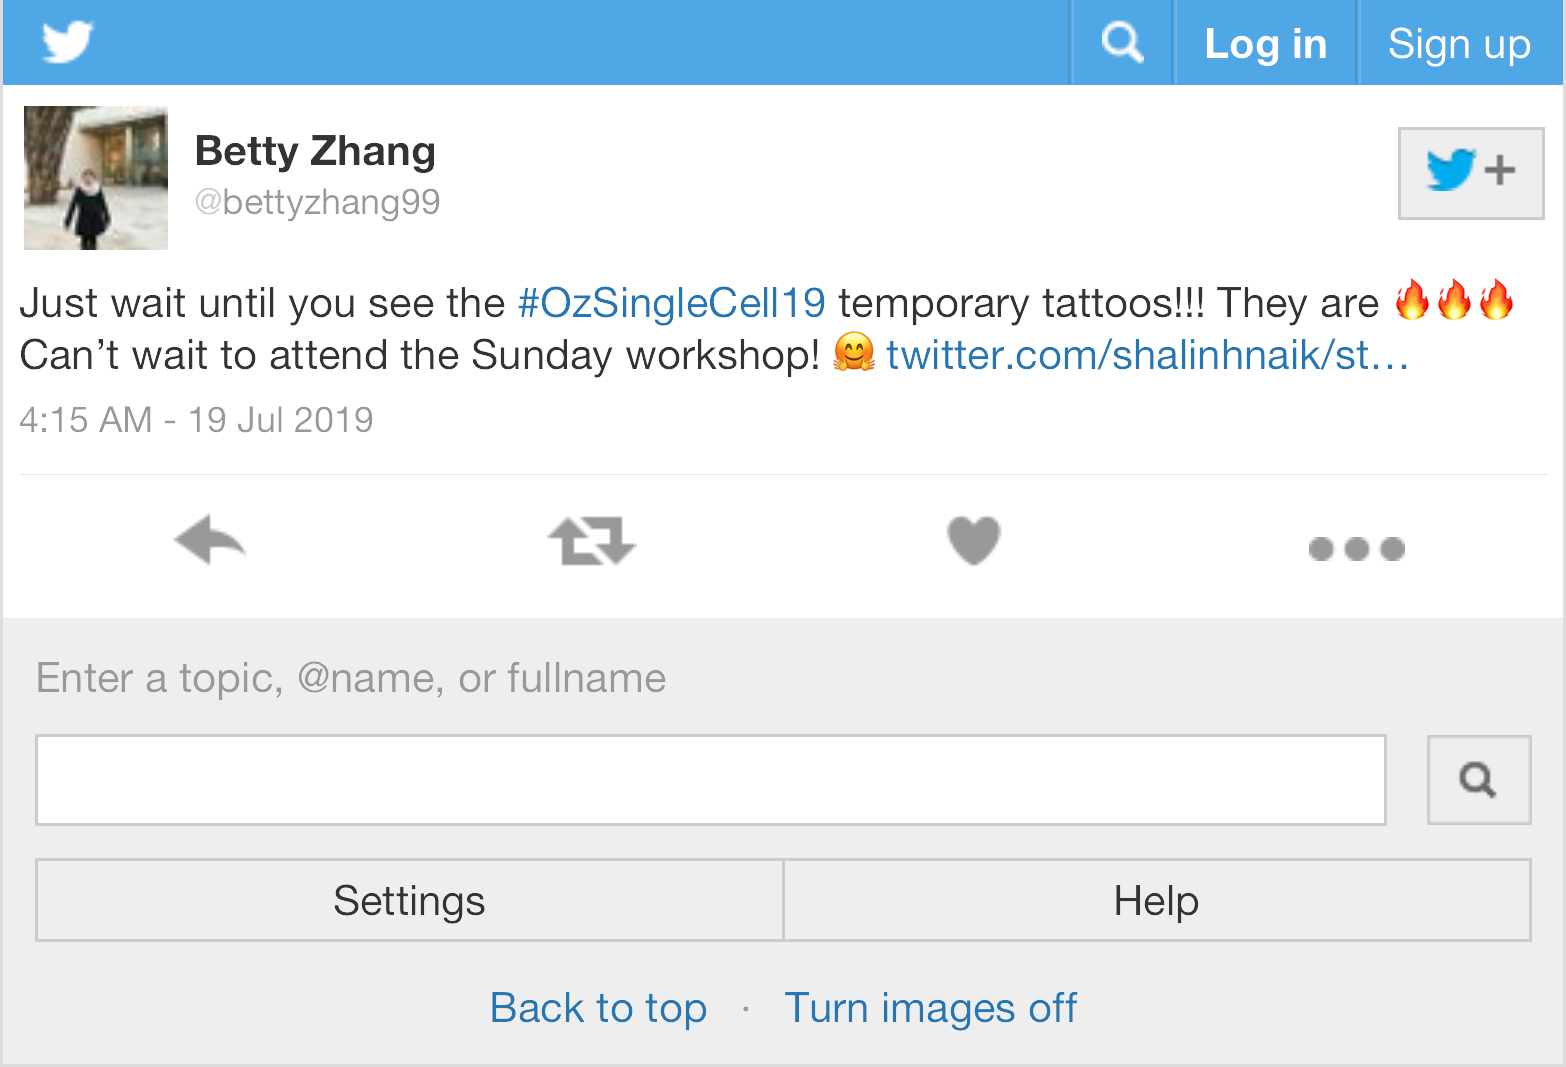 Log in
Sign up
Betty Zhang
@bettyzhang99
+
Just wait until you see the #OzSingleCell19 temporary tattoos!!! They are 🔥🔥🔥
Can’t wait to attend the Sunday workshop! 🤗 twitter.com/shalinhnaik/st…
4:15 AM - 19 Jul 2019
Enter a topic, @name, or fullname
Settings
Help
Back to top · Turn images off